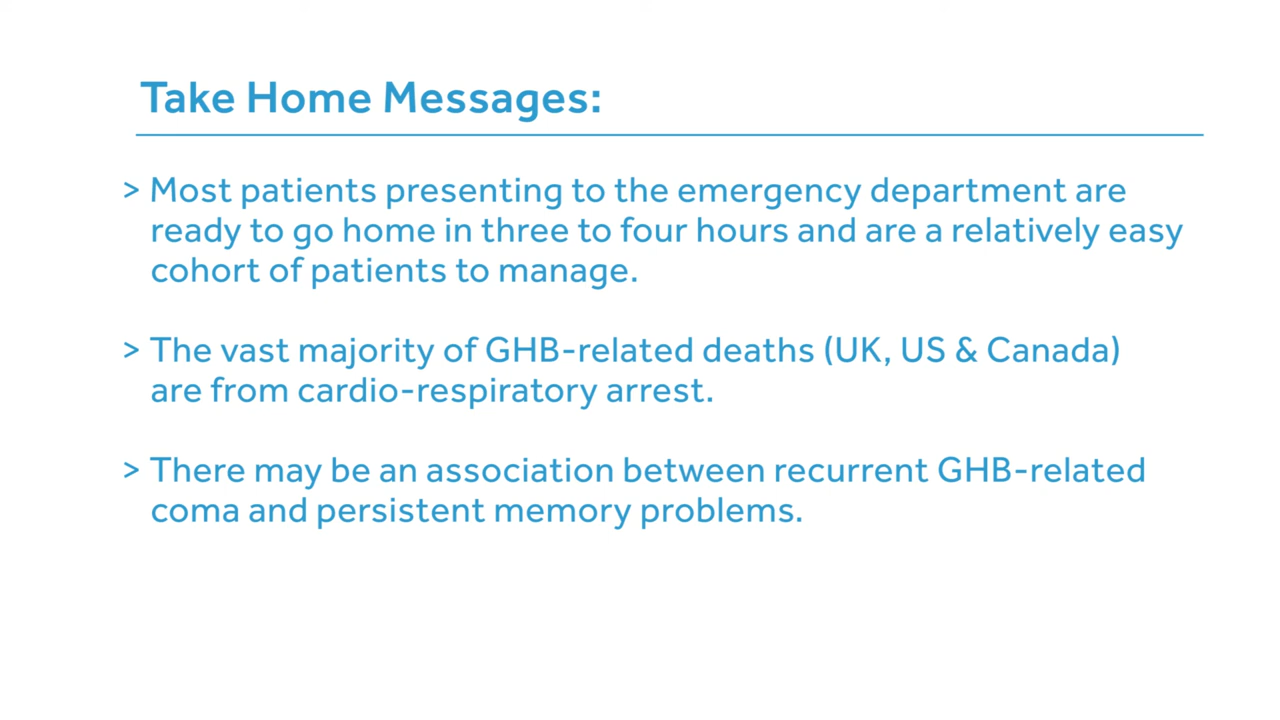 Take Home Messages:
> Most patients presenting to the emergency department are
ready to go home in three to four hours and are a relatively easy
cohort of patients to manage.
> The vast majority of GHB-related deaths (UK, US & Canada)
are from cardio-respiratory arrest.
> There may be an association between recurrent GHB-related
coma and persistent memory problems.